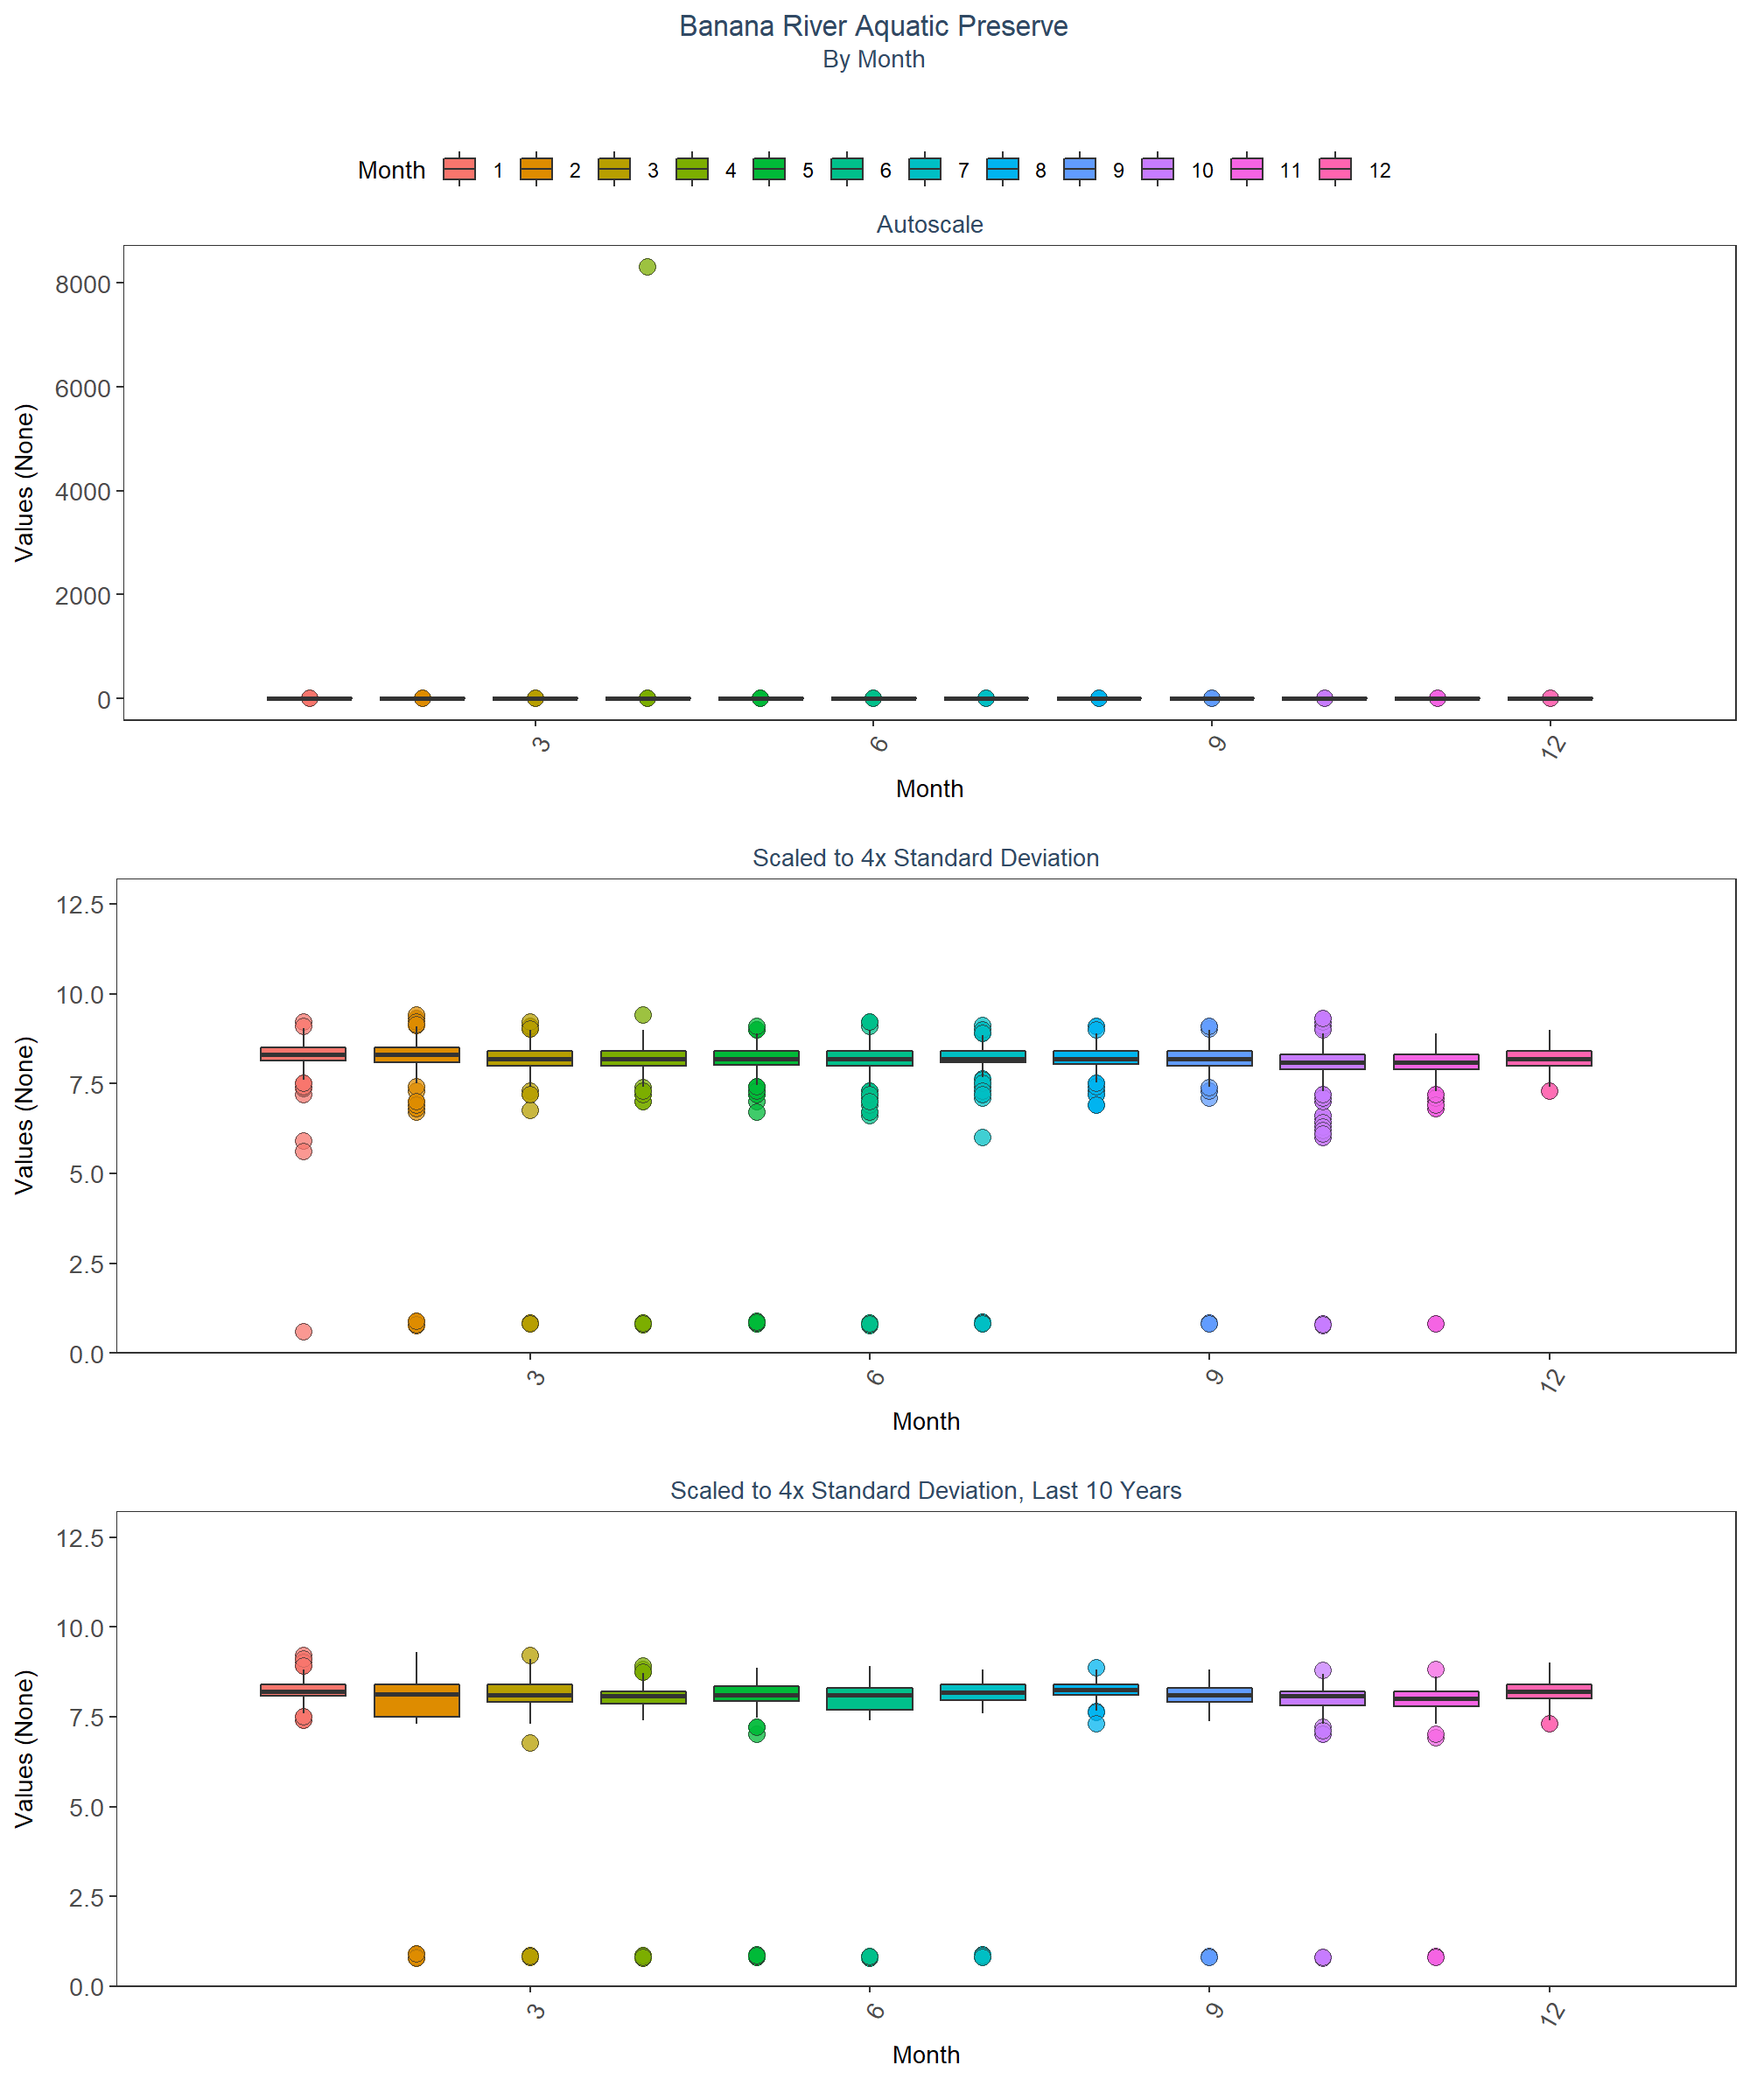 Banana River Aquatic Preserve
By Month
Month 1 2 3 4 5 6 7 8 9 10 11 12
Autoscale
8000
6000
4000
2000
0
Values (None)
3 6 9 12
Month
Scaled to 4x Standard Deviation
12.5
10.0
7.5
5.0
2.5
0.0
Values (None)
3 6 9 12
Month
Scaled to 4x Standard Deviation, Last 10 Years
12.5
10.0
7.5
5.0
2.5
0.0
Values (None)
3 6 9 12
Month